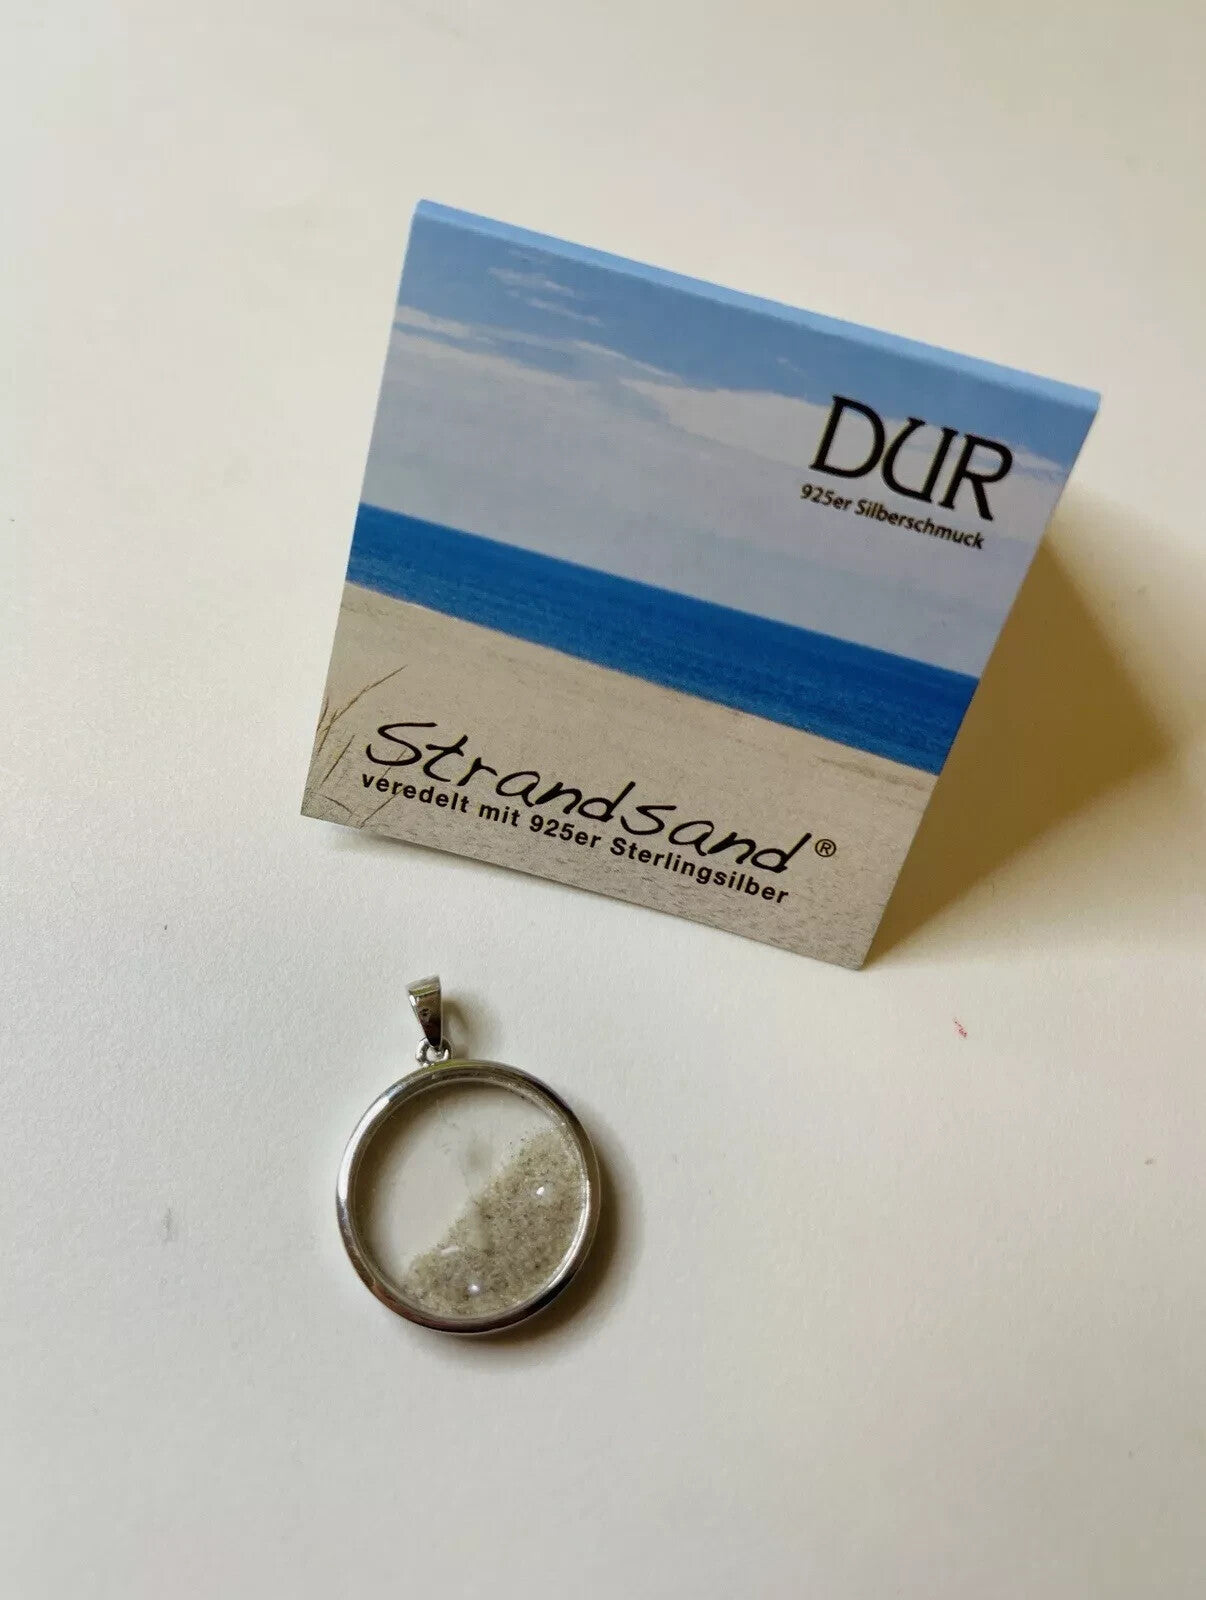 DUR
925er Silberschmuck
Strandsand®
veredelt mit 925er Sterlingsilber